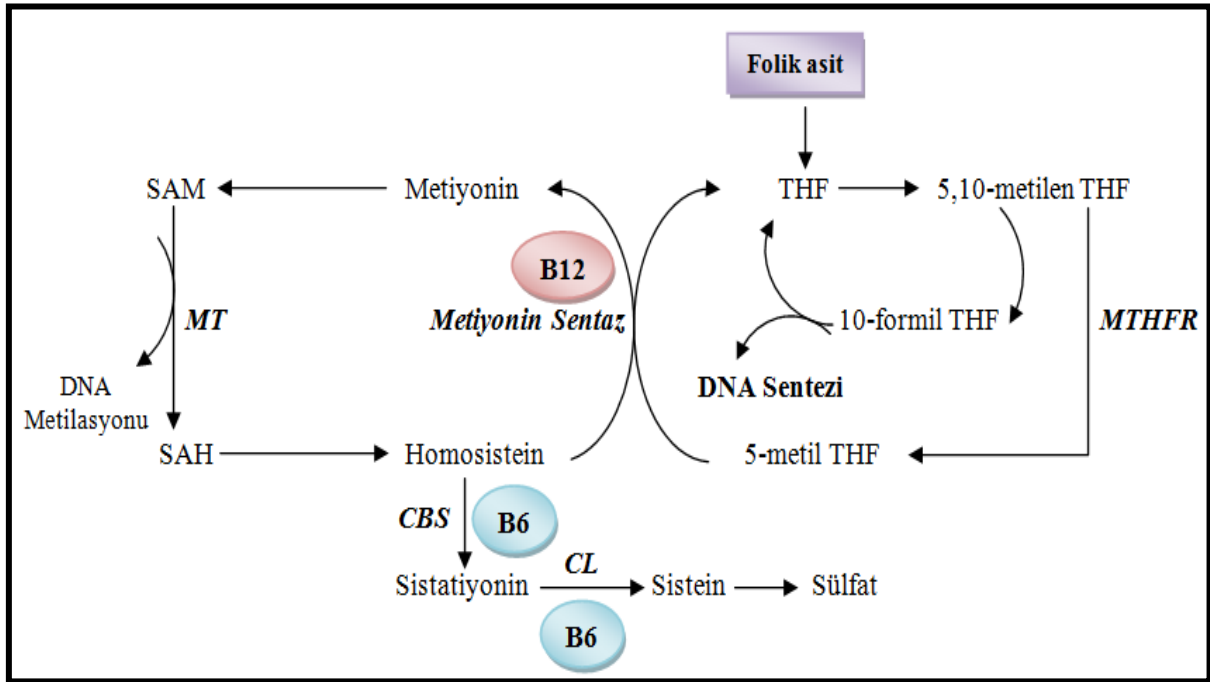 Folik asit
SAM
Metiyonin
THF
5,10-metilen THF
B12
MT
Metiyonin Sentaz
10-formil THF
MTHFR
DNA
Metilasyonu
DNA Sentezi
SAH
Homosistein
5-metil THF
CBS
B6
CL
Sistatiyonin
Sistein
Sülfat
B6